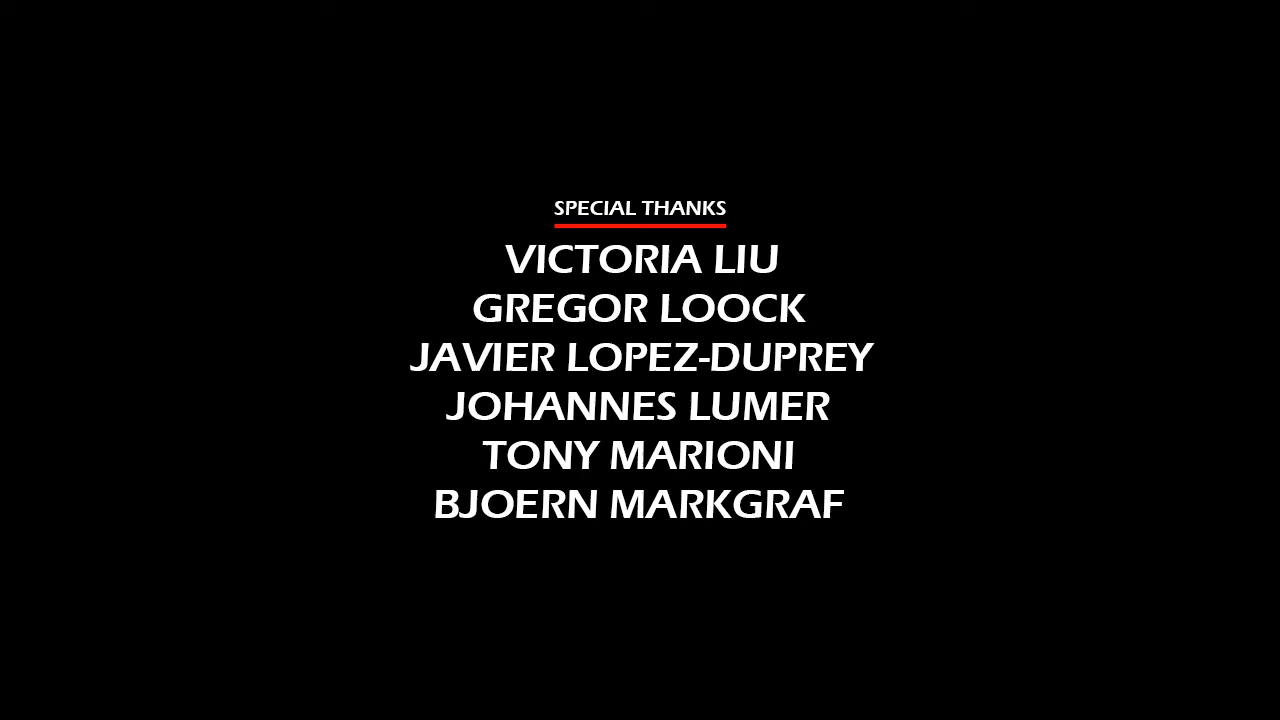 SPECIAL THANKS
VICTORIA LIU
GREGOR LOOCK
JAVIER LOPEZ-DUPREY
JOHANNES LUMER
TONY MARIONI
BJOERN MARKGRAF